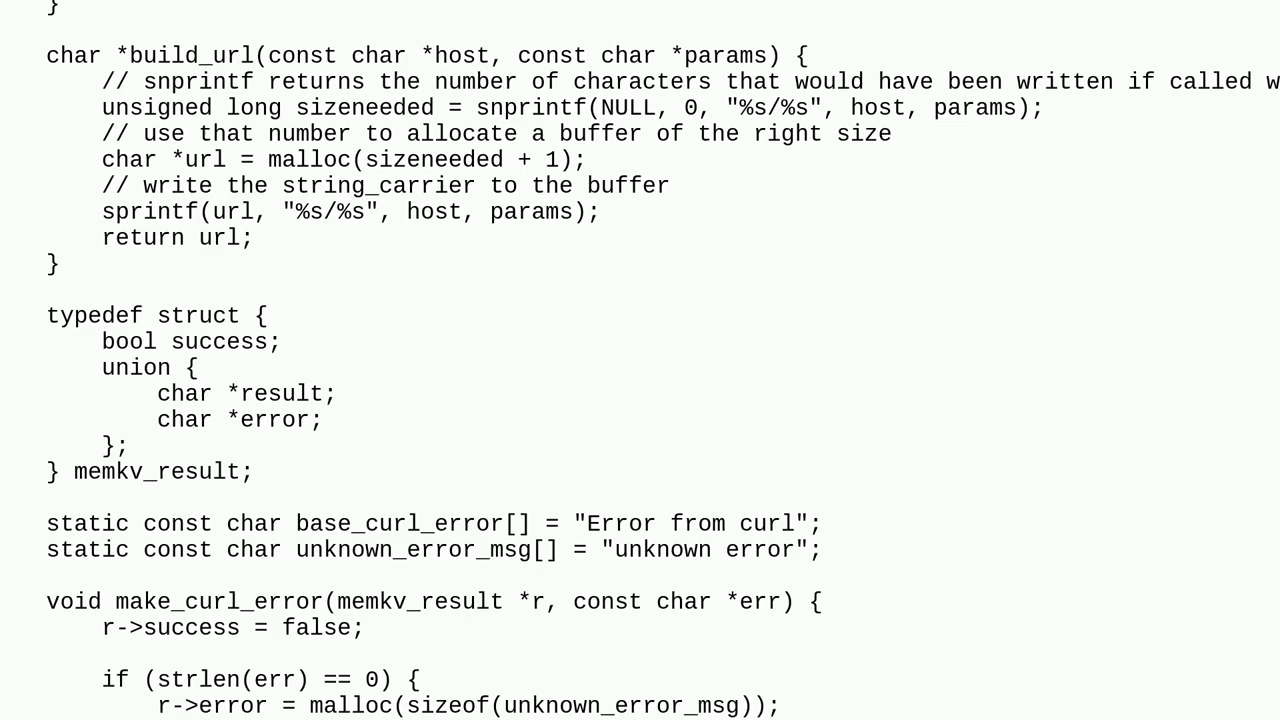 }

char *build_url(const char *host, const char *params) {
    // snprintf returns the number of characters that would have been written if called
    unsigned long sizeneeded = snprintf(NULL, 0, "%s/%s", host, params);
    // use that number to allocate a buffer of the right size
    char *url = malloc(sizeneeded + 1);
    // write the string_carrier to the buffer
    sprintf(url, "%s/%s", host, params);
    return url;
}

typedef struct {
    bool success;
    union {
        char *result;
        char *error;
    };
} memkv_result;

static const char base_curl_error[] = "Error from curl";
static const char unknown_error_msg[] = "unknown error";

void make_curl_error(memkv_result *r, const char *err) {
    r->success = false;

    if (strlen(err) == 0) {
        r->error = malloc(sizeof(unknown_error_msg));